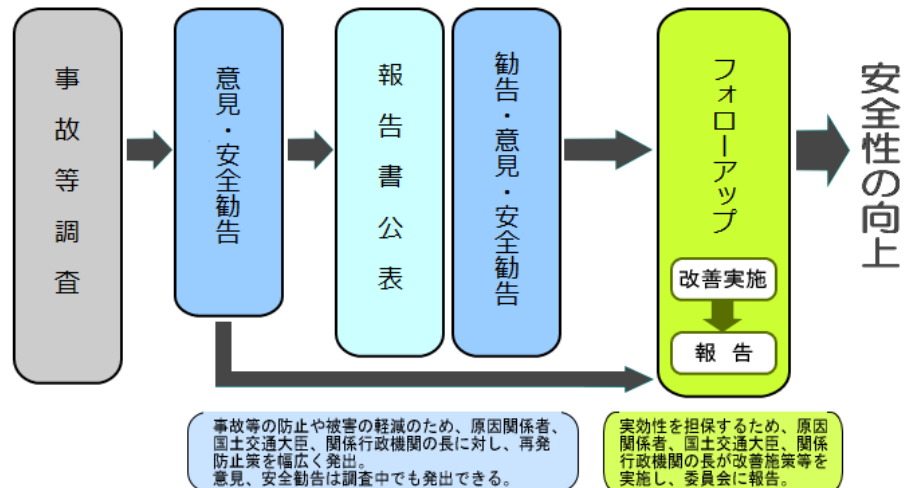 事故等調査
意見・安全勧告
報告書公表
勧告・意見・安全勧告
フォローアップ
改善実施
報告
安全性の向上
事故等の防止や被害の軽減のため、原因関係者、
国土交通大臣、関係行政機関の長に対し、再発
防止策を幅広く発出。
意見、安全勧告は調査中でも発出できる。
実効性を担保するため、原因
関係者、国土交通大臣、関係
行政機関の長が改善施策等を
実施し、委員会に報告。